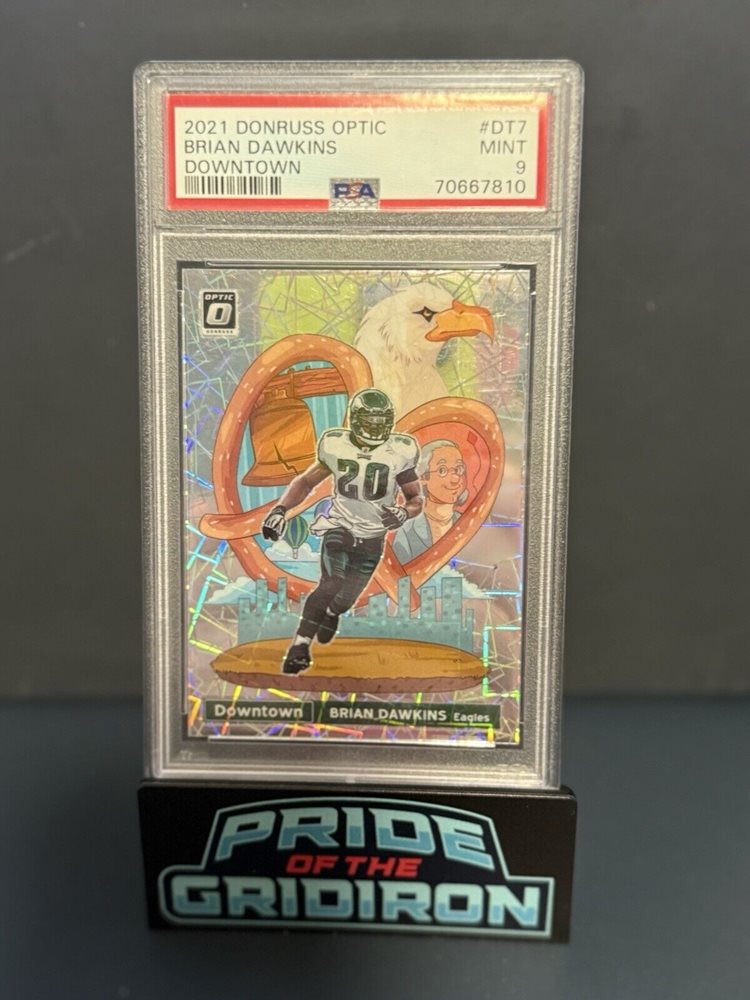 2021 DONRUSS OPTIC #DT7
BRIAN DAWKINS MINT
DOWNTOWN 9
PSA 70667810
OPTIC
DONRUSS
20
Downtown BRIAN DAWKINS Eagles
PRIDE
OF THE
GRIDIRON